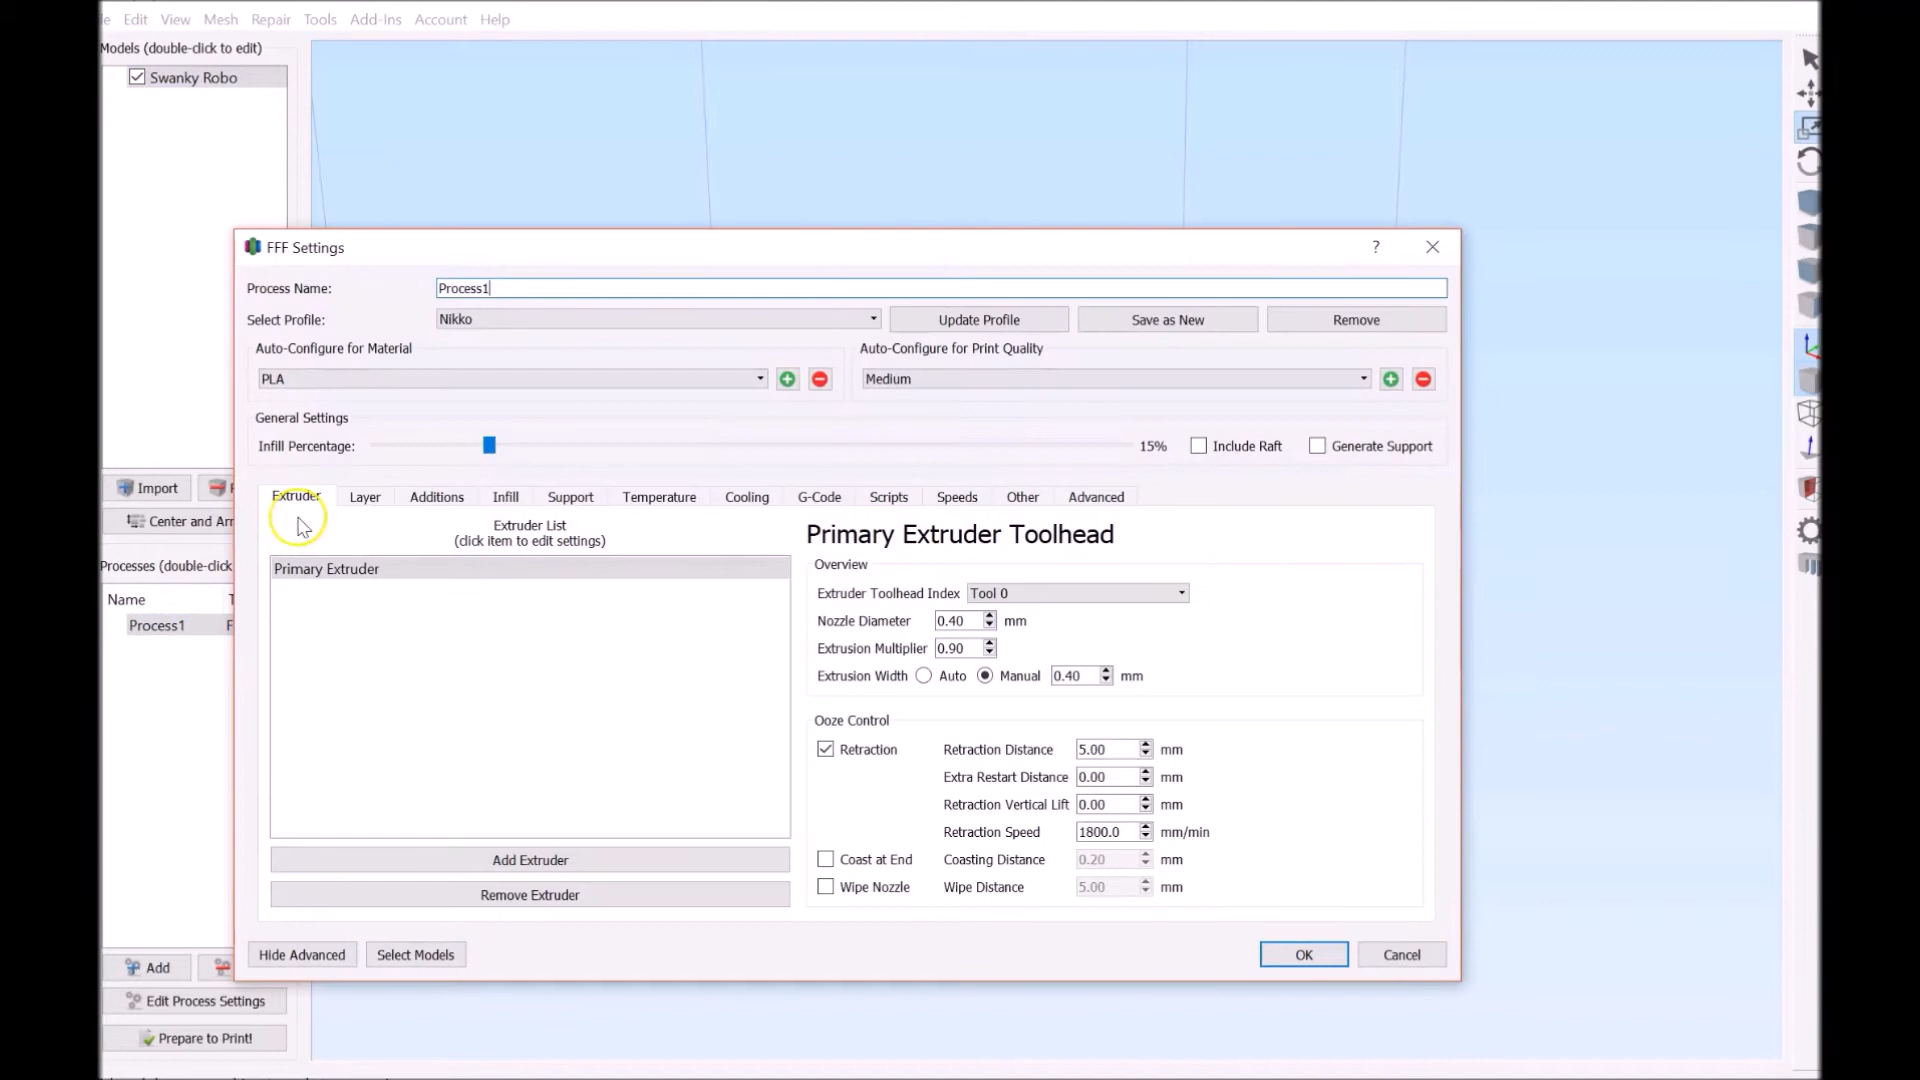 le Edit View Mesh Repair Tools Add-Ins Account Help
Models (double-click to edit)
Swanky Robo
Import
Center and Arr
Processes (double-click
Name
Process1 F
Add
Edit Process Settings
Prepare to Print!
FFF Settings ?
Process Name: Process1
Select Profile: Nikko Update Profile Save as New Remove
Auto-Configure for Material Auto-Configure for Print Quality
PLA Medium
General Settings
Infill Percentage: 15% Include Raft Generate Support
Extruder Layer Additions Infill Support Temperature Cooling G-Code Scripts Speeds Other Advanced
Extruder List
(click item to edit settings)
Primary Extruder
Add Extruder
Remove Extruder
Primary Extruder Toolhead
Overview
Extruder Toolhead Index Tool 0
Nozzle Diameter 0.40 mm
Extrusion Multiplier 0.90
Extrusion Width Auto Manual 0.40 mm
Ooze Control
Retraction Retraction Distance 5.00 mm
Extra Restart Distance 0.00 mm
Retraction Vertical Lift 0.00 mm
Retraction Speed 1800.0 mm/min
Coast at End Coasting Distance 0.20 mm
Wipe Nozzle Wipe Distance 5.00 mm
Hide Advanced Select Models OK Cancel